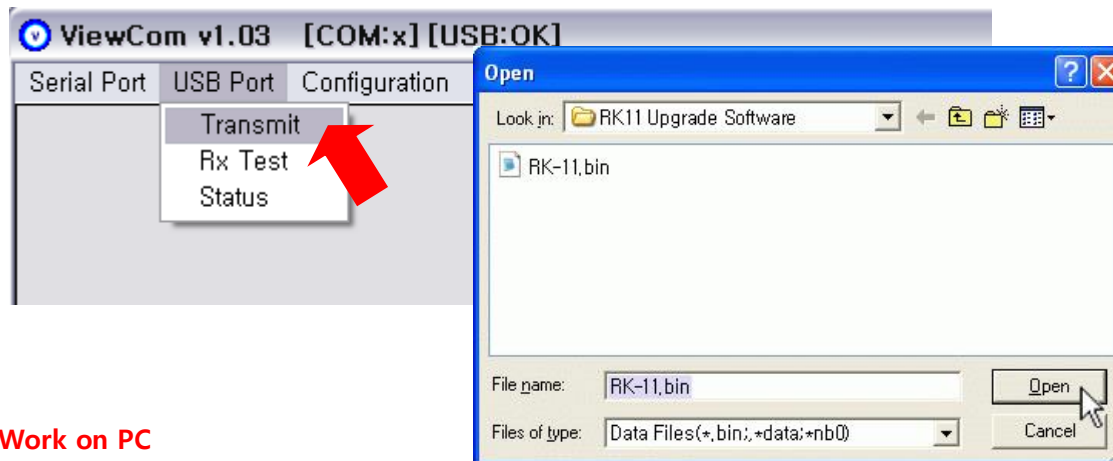 ViewCom v1.03 [COM:x] [USB:OK]
Serial Port USB Port Configuration
Transmit
Rx Test
Status
Open
Look in: RK11 Upgrade Software
RK-11.bin
File name: RK-11.bin Open
Files of type: Data Files(*.bin;*data;*nb0) Cancel
Work on PC